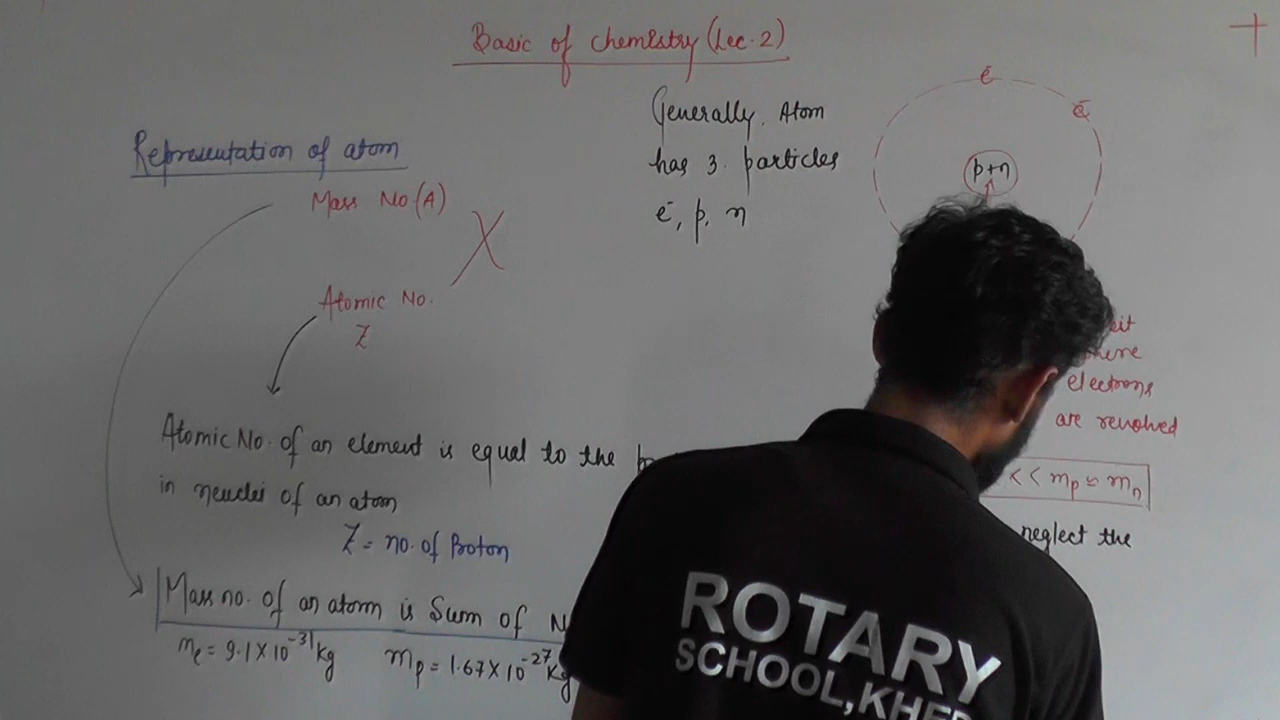 Basic of chemistry (Lec. 2)
Representation of atom
Mass No (A)
X
Atomic No.
Z
Atomic No. of an element is equal to the
in neuclei of an atom
Z = no. of Proton
Mass no. of an atom is Sum of
me = 9.1 × 10⁻³¹ kg
mp = 1.67 × 10⁻²⁷ kg
Generally, Atom
has 3. particles
e⁻, p, n
e⁻
e⁻
p+n
electrons
are revolved
<< mp ≃ mn
neglect the
ROTARY
SCHOOL,